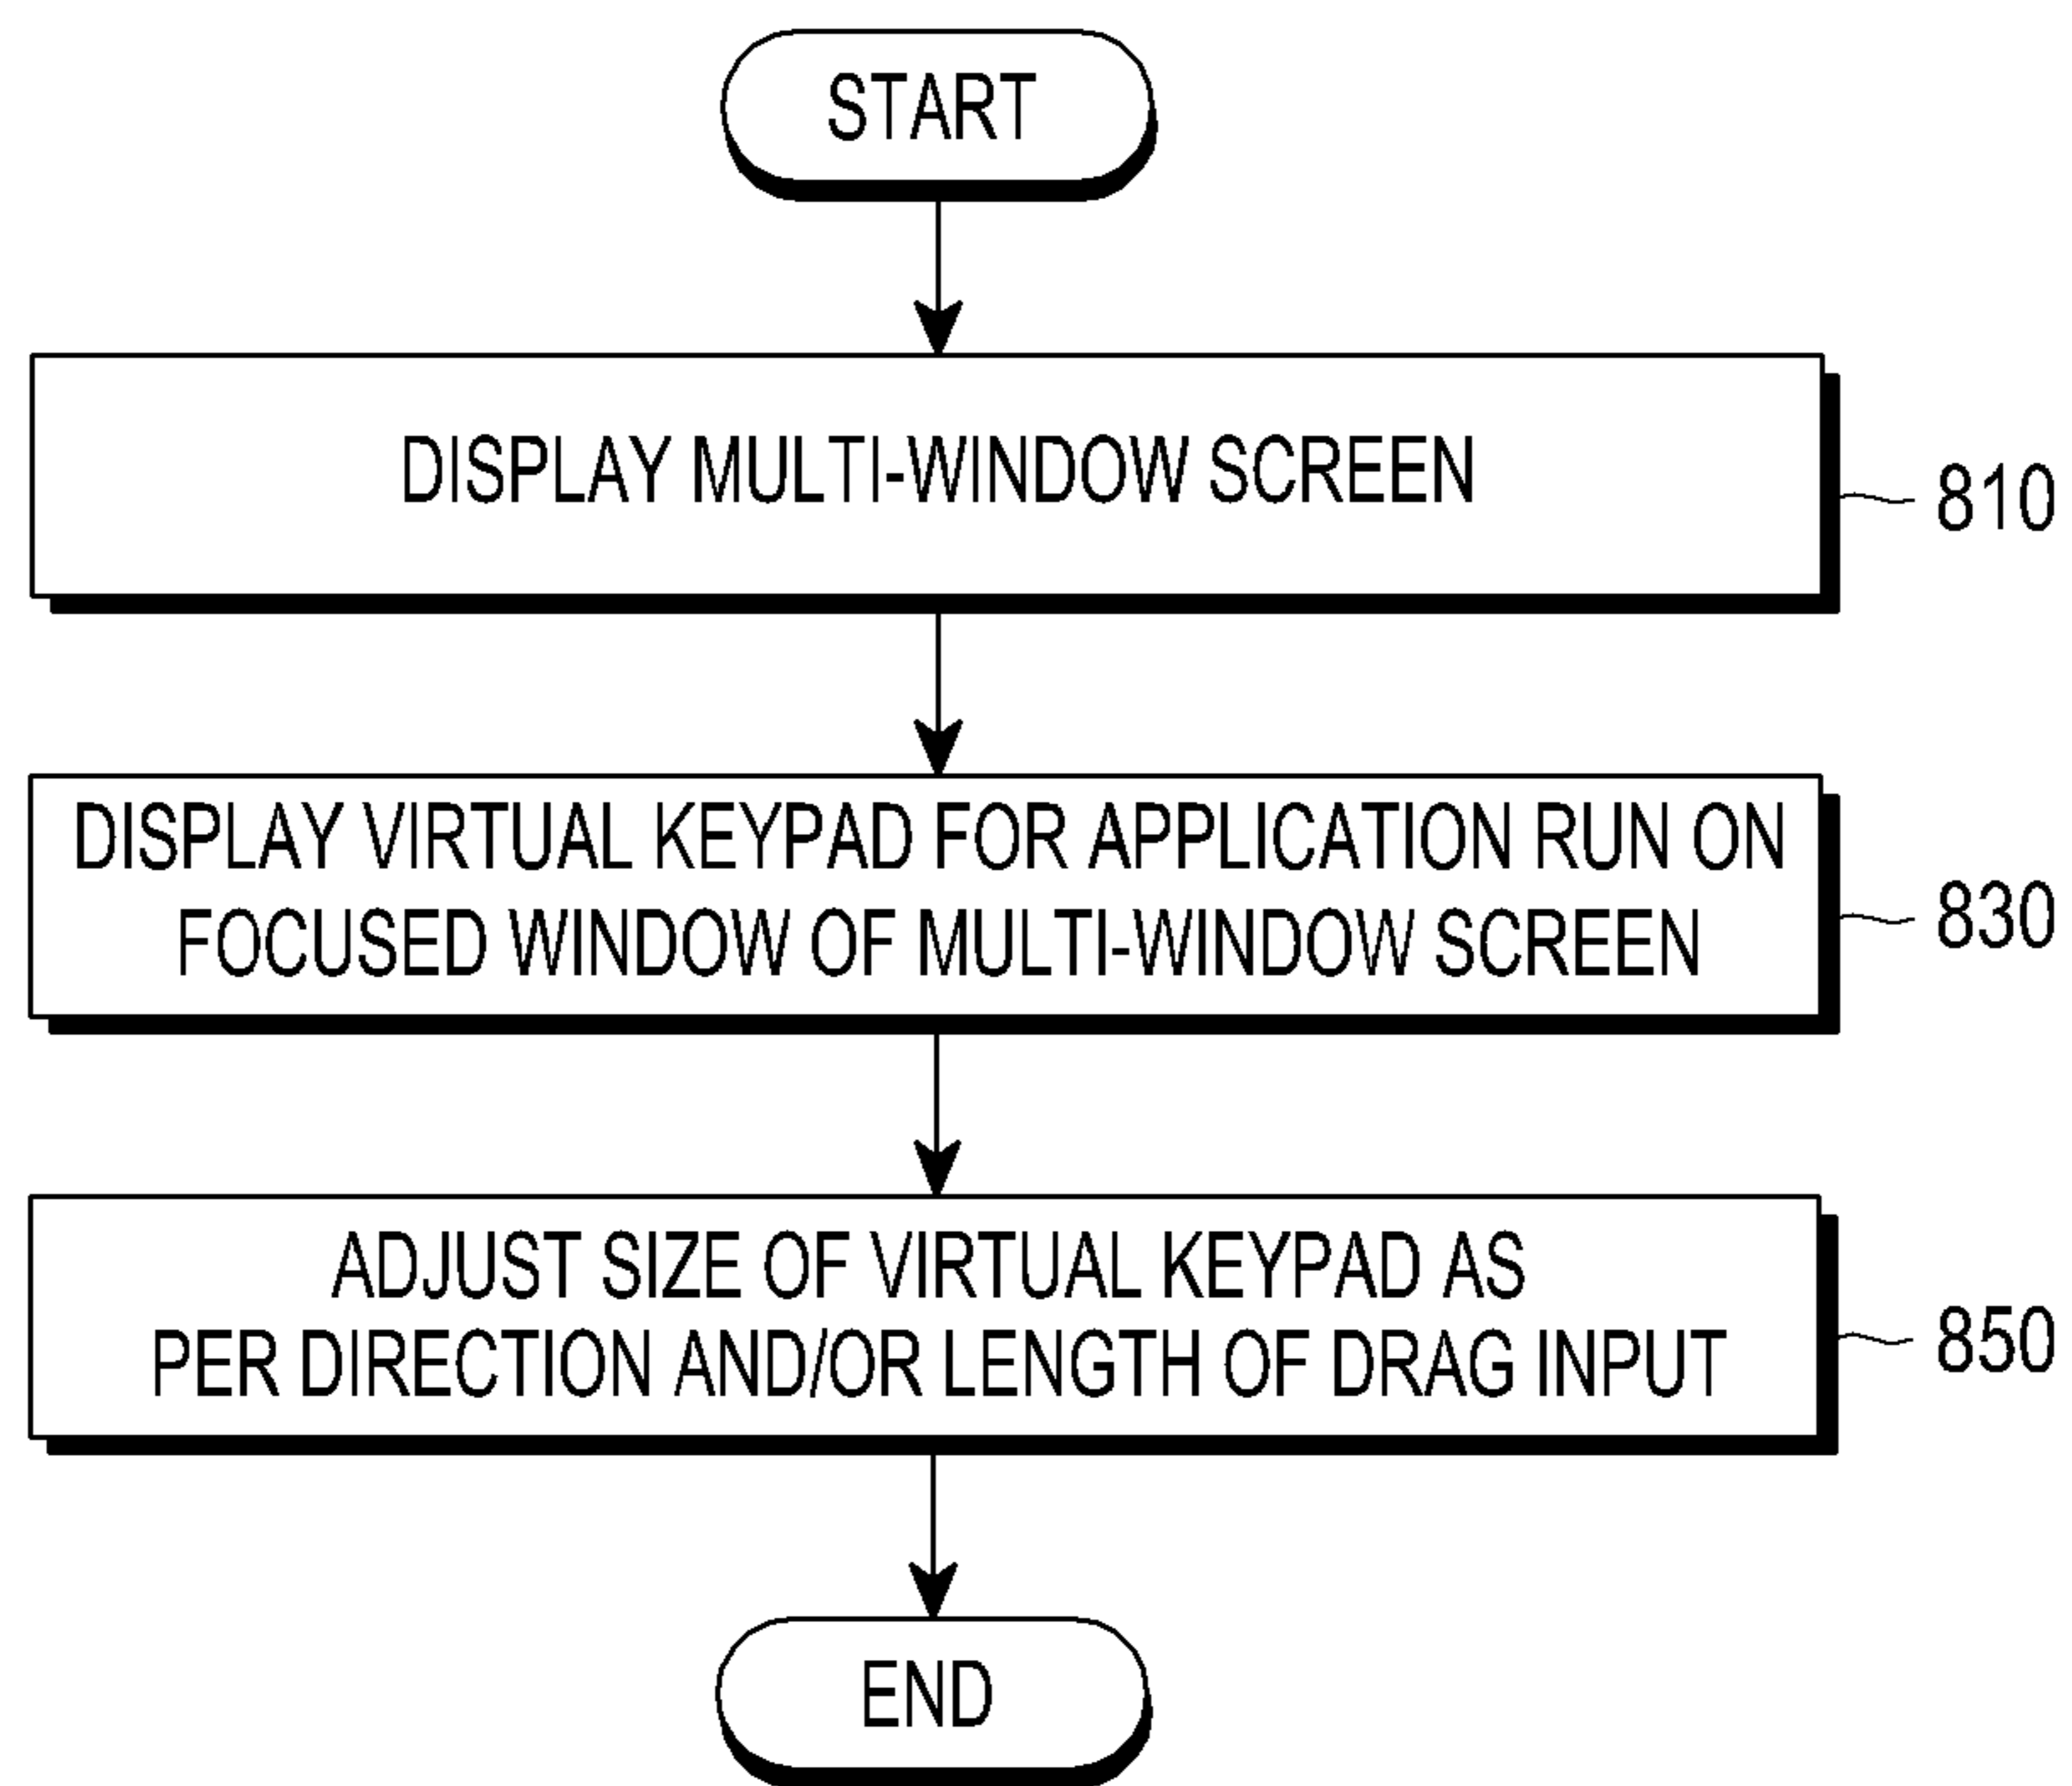 START
DISPLAY MULTI-WINDOW SCREEN
810
DISPLAY VIRTUAL KEYPAD FOR APPLICATION RUN ON
FOCUSED WINDOW OF MULTI-WINDOW SCREEN
830
ADJUST SIZE OF VIRTUAL KEYPAD AS
PER DIRECTION AND/OR LENGTH OF DRAG INPUT
850
END